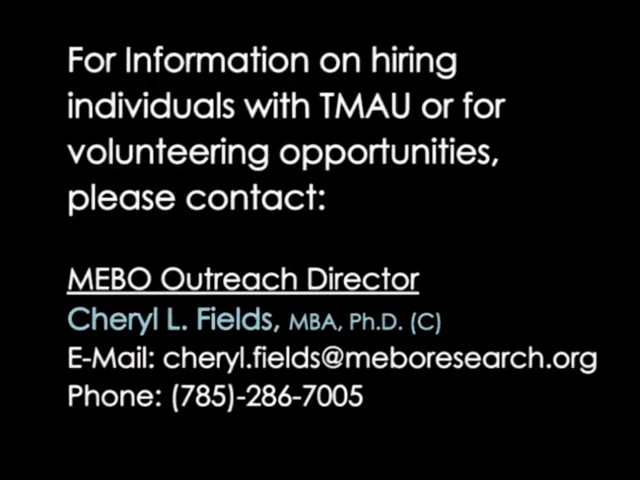 For Information on hiring
individuals with TMAU or for
volunteering opportunities,
please contact:
MEBO Outreach Director
Cheryl L. Fields, MBA, Ph.D. (C)
E-Mail: cheryl.fields@meboresearch.org
Phone: (785)-286-7005